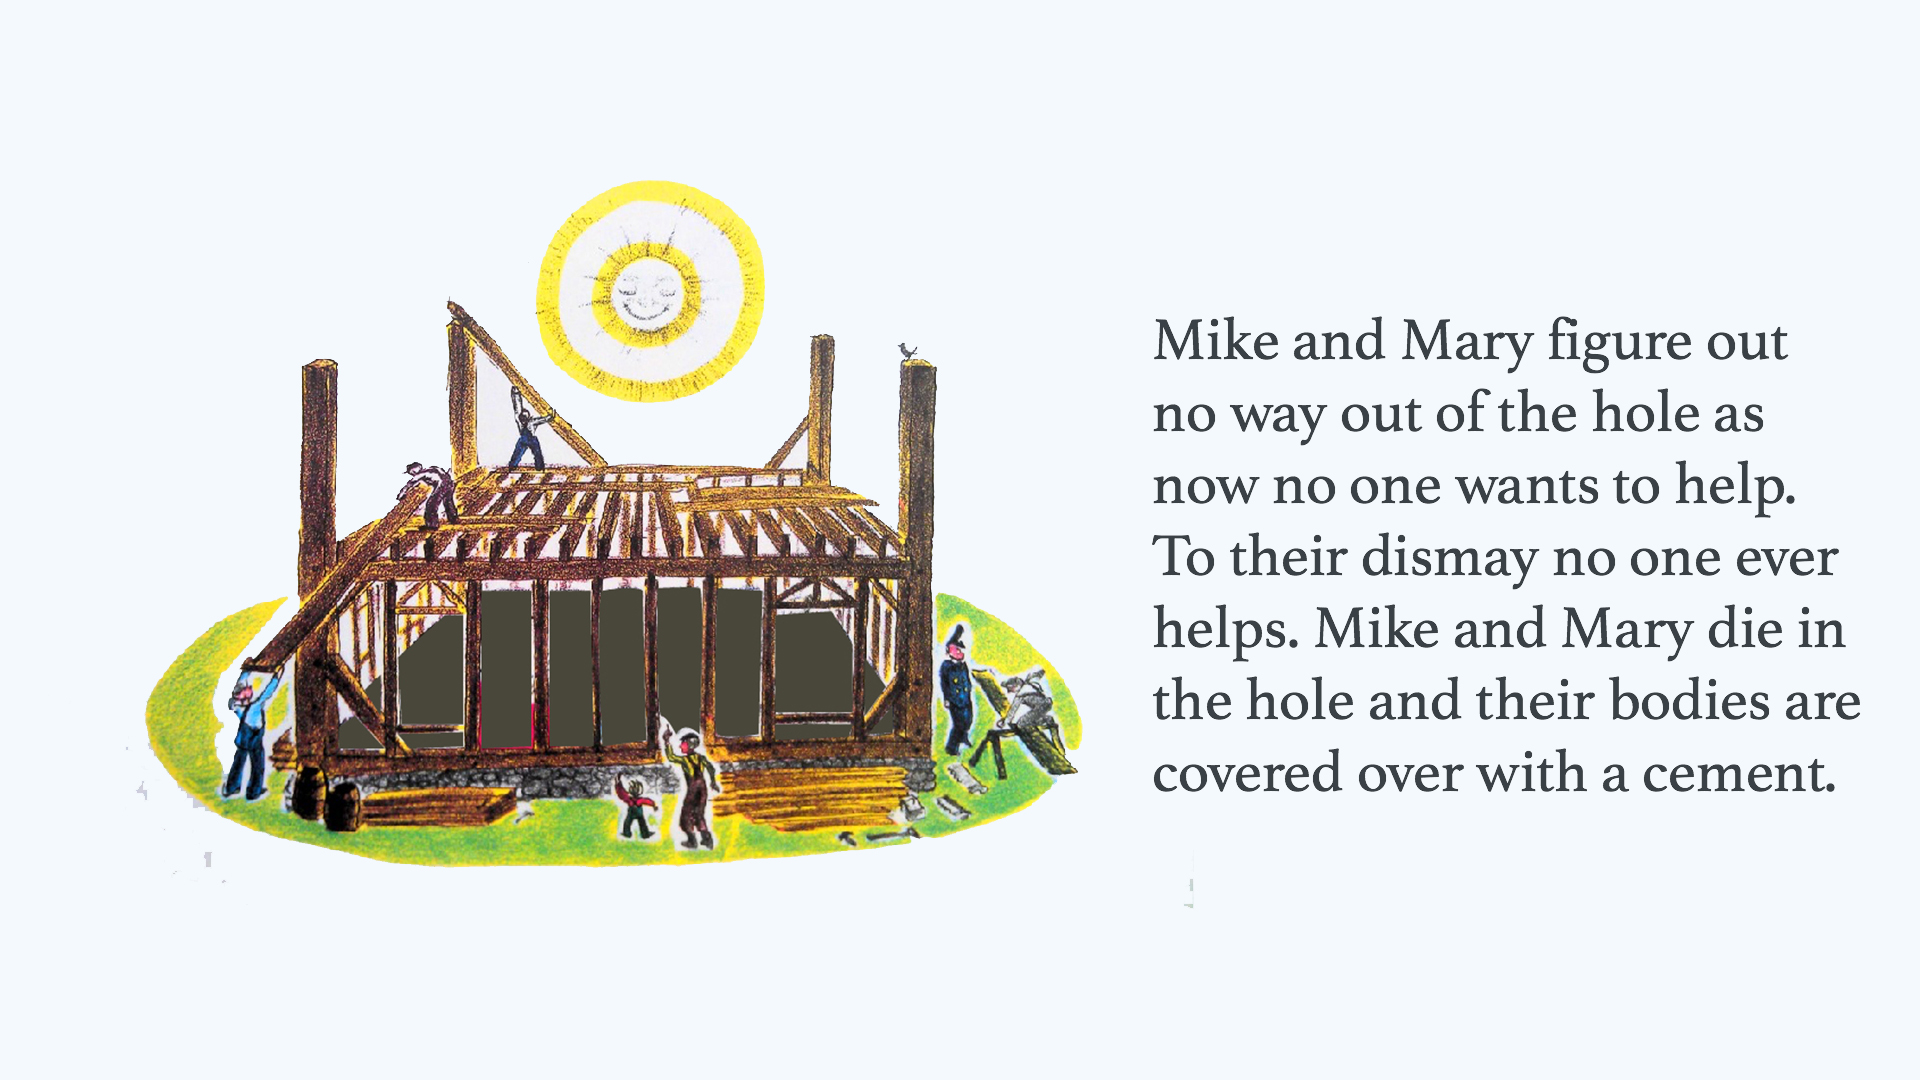 Mike and Mary figure out
no way out of the hole as
now no one wants to help.
To their dismay no one ever
helps. Mike and Mary die in
the hole and their bodies are
covered over with a cement.